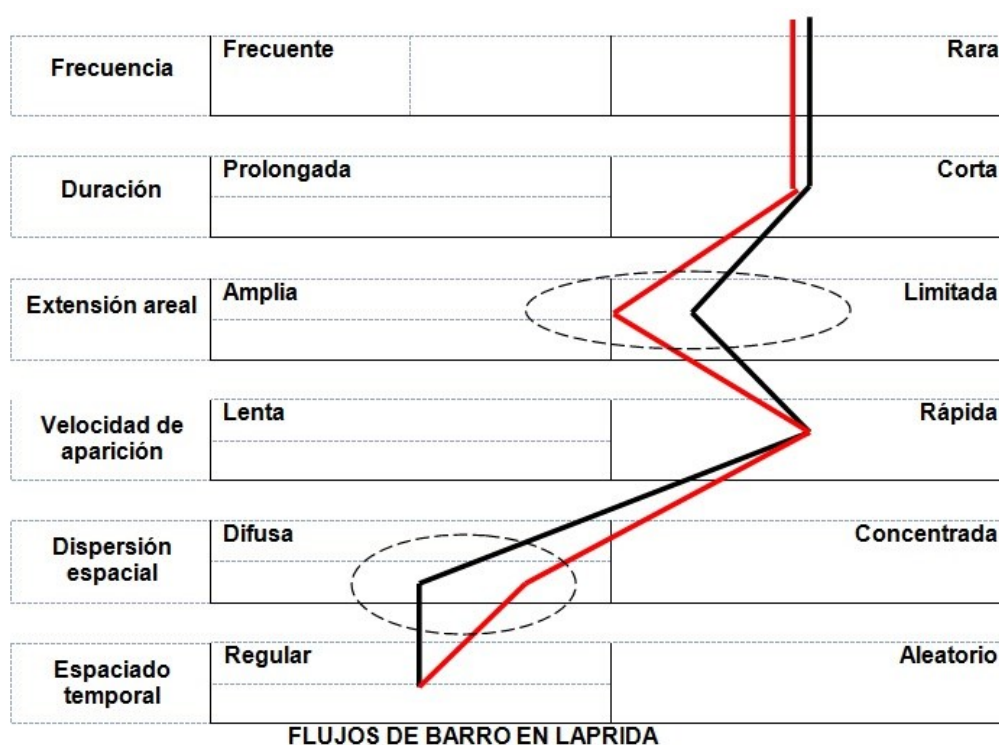 Frecuencia
Frecuente
Rara
Duración
Prolongada
Corta
Extensión areal
Amplia
Limitada
Velocidad de
aparición
Lenta
Rápida
Dispersión
espacial
Difusa
Concentrada
Espaciado
temporal
Regular
Aleatorio
FLUJOS DE BARRO EN LAPRIDA